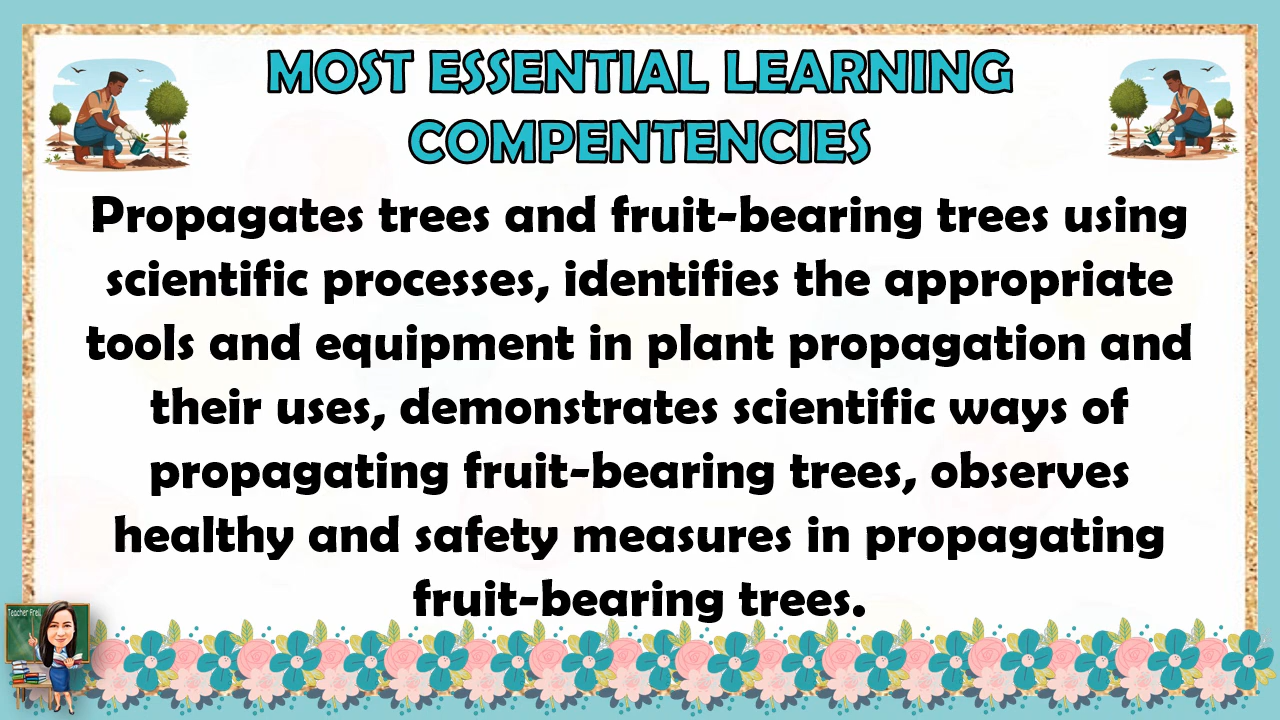 MOST ESSENTIAL LEARNING
COMPENTENCIES
Propagates trees and fruit-bearing trees using
scientific processes, identifies the appropriate
tools and equipment in plant propagation and
their uses, demonstrates scientific ways of
propagating fruit-bearing trees, observes
healthy and safety measures in propagating
fruit-bearing trees.